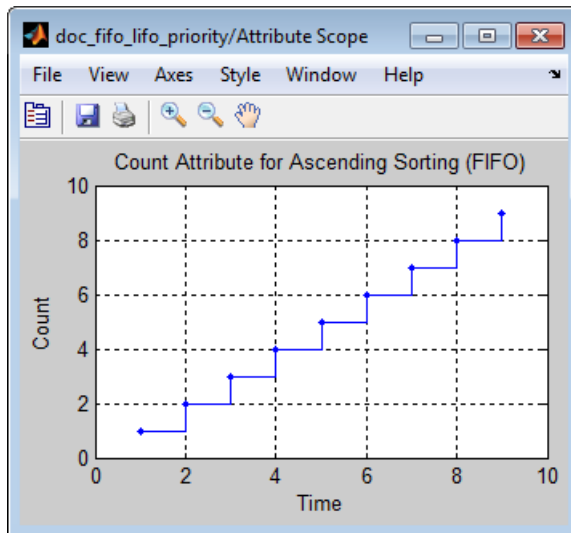 doc_fifo_lifo_priority/Attribute Scope
File View Axes Style Window Help
Count Attribute for Ascending Sorting (FIFO)
10
8
6
4
2
0
Count
0 2 4 6 8 10
Time